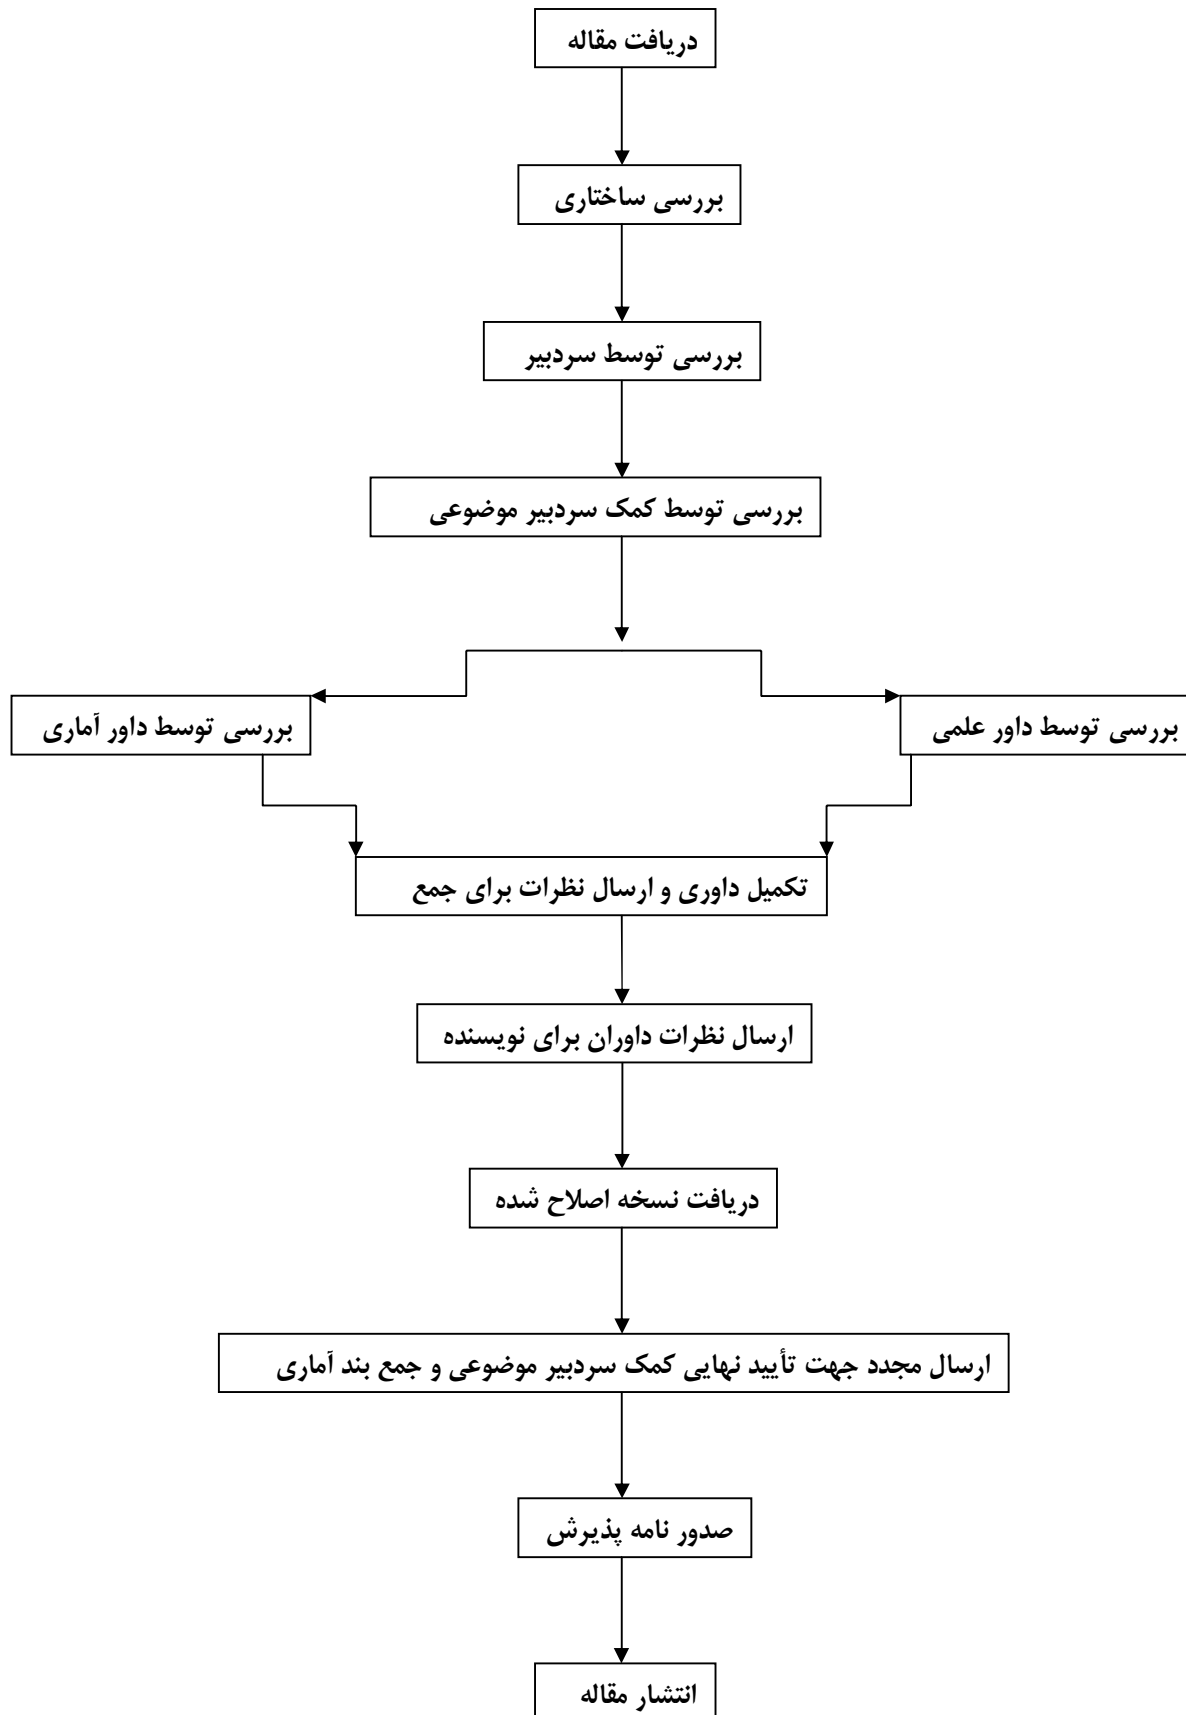 دریافت مقاله
بررسی ساختاری
بررسی توسط سردبیر
بررسی توسط کمک سردبیر موضوعی
بررسی توسط داور علمی
بررسی توسط داور آماری
تکمیل داوری و ارسال نظرات برای جمع
ارسال نظرات داوران برای نویسنده
دریافت نسخه اصلاح شده
ارسال مجدد جهت تأیید نهایی کمک سردبیر موضوعی و جمع بند آماری
صدور نامه پذیرش
انتشار مقاله